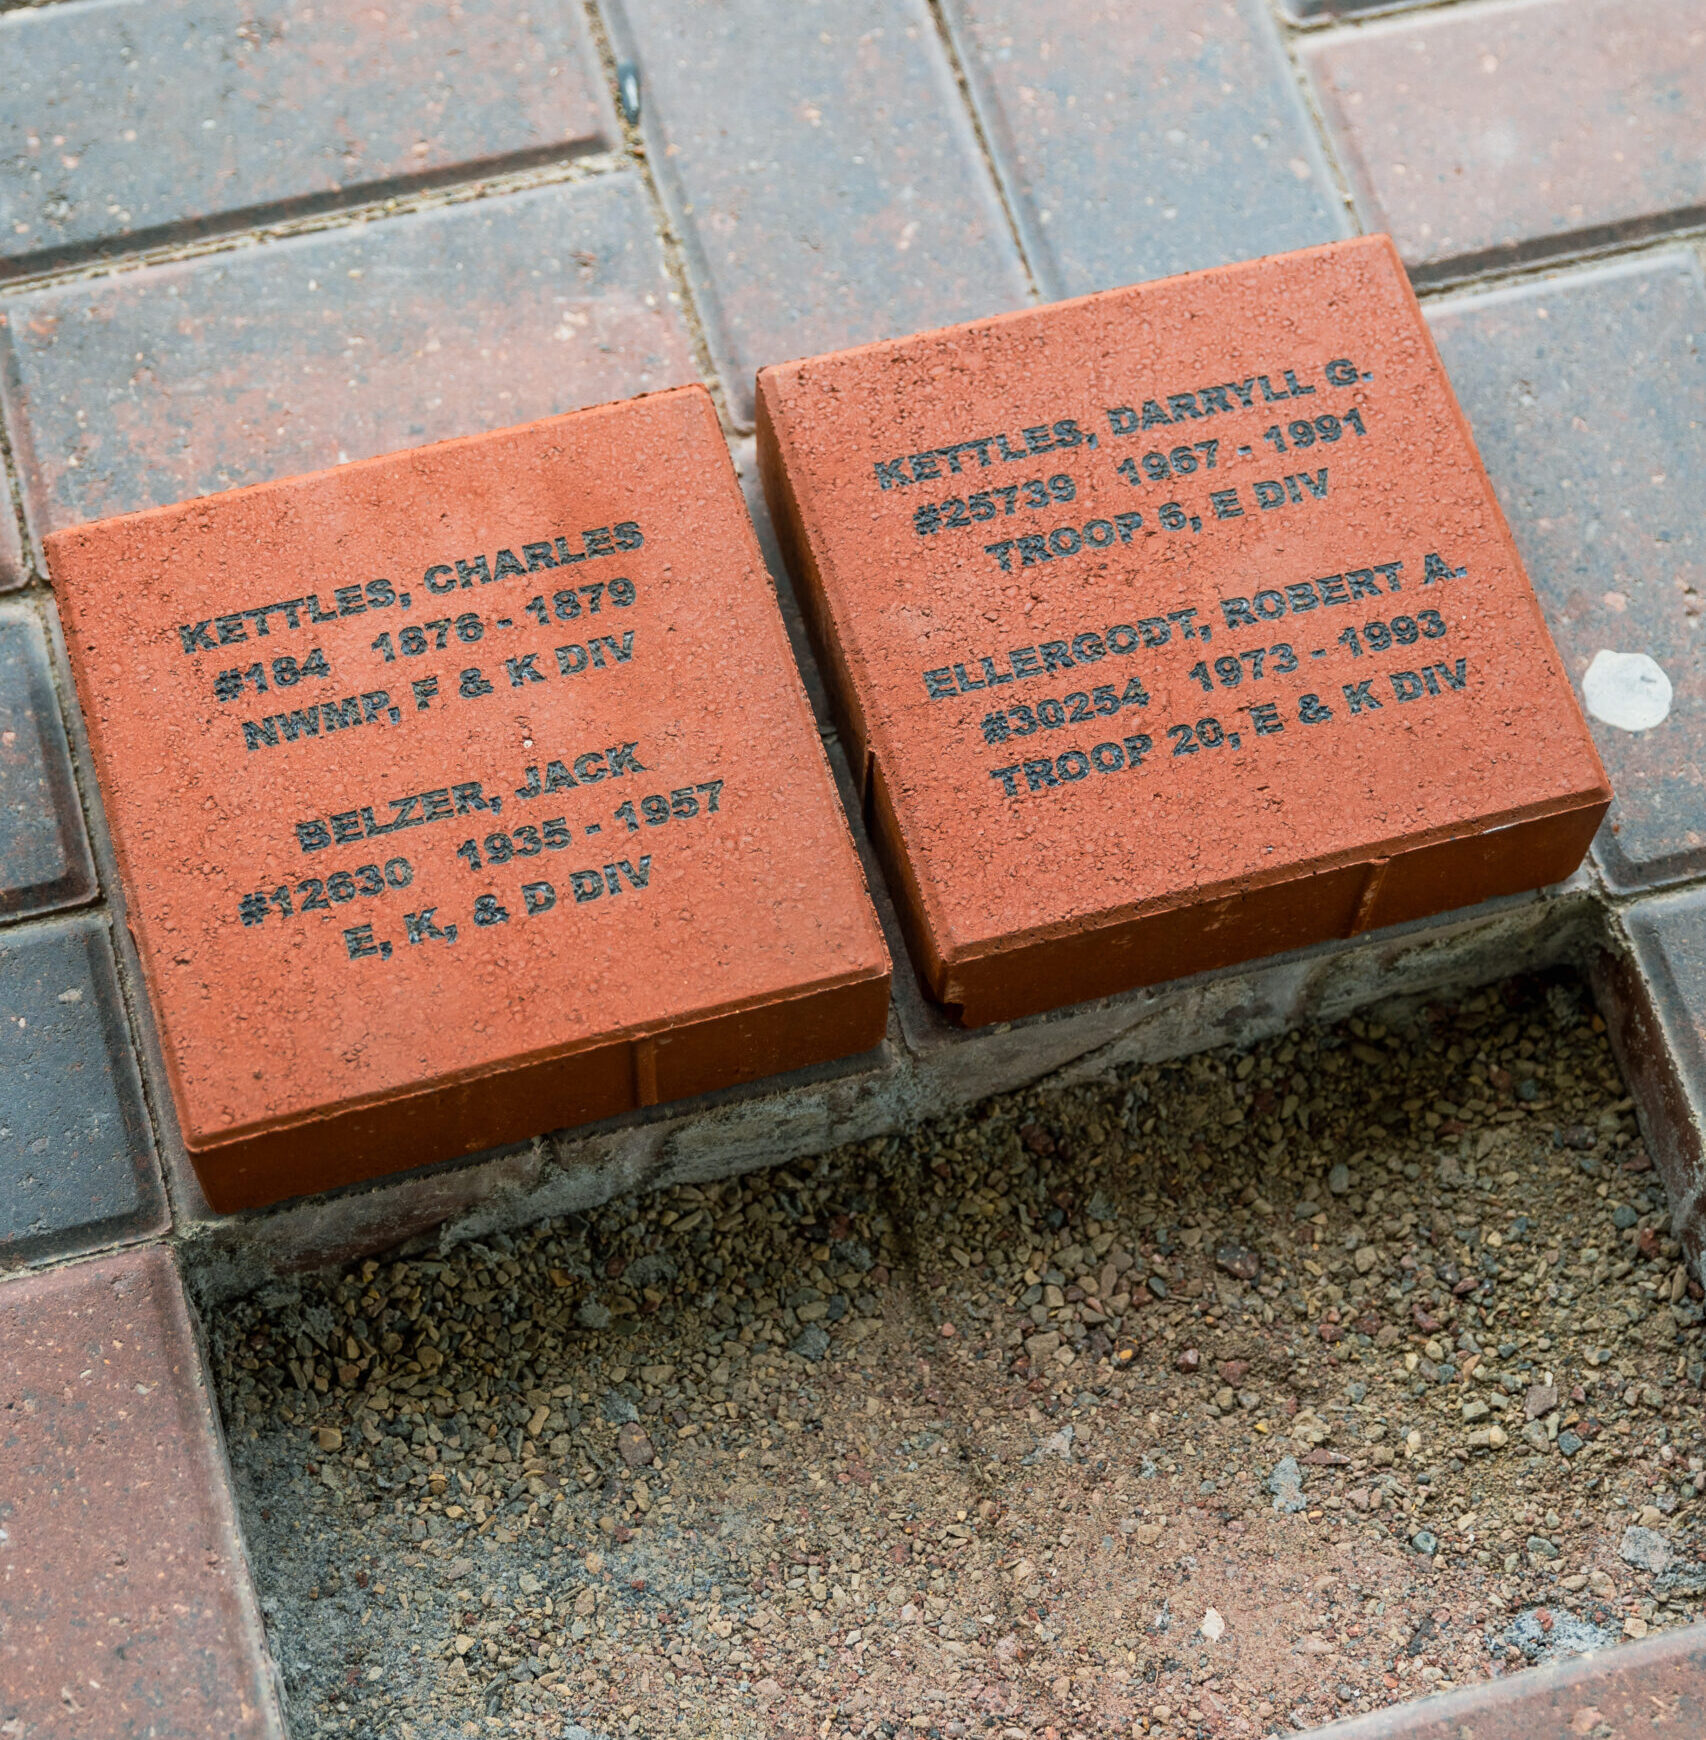 KETTLES, CHARLES
#184 1876 - 1879
NWMP, F & K DIV
BELZER, JACK
#12630 1935 - 1957
E, K, & D DIV
KETTLES, DARRYLL G.
#25739 1967 - 1991
TROOP 6, E DIV
ELLERGODT, ROBERT A.
#30254 1973 - 1993
TROOP 20, E & K DIV